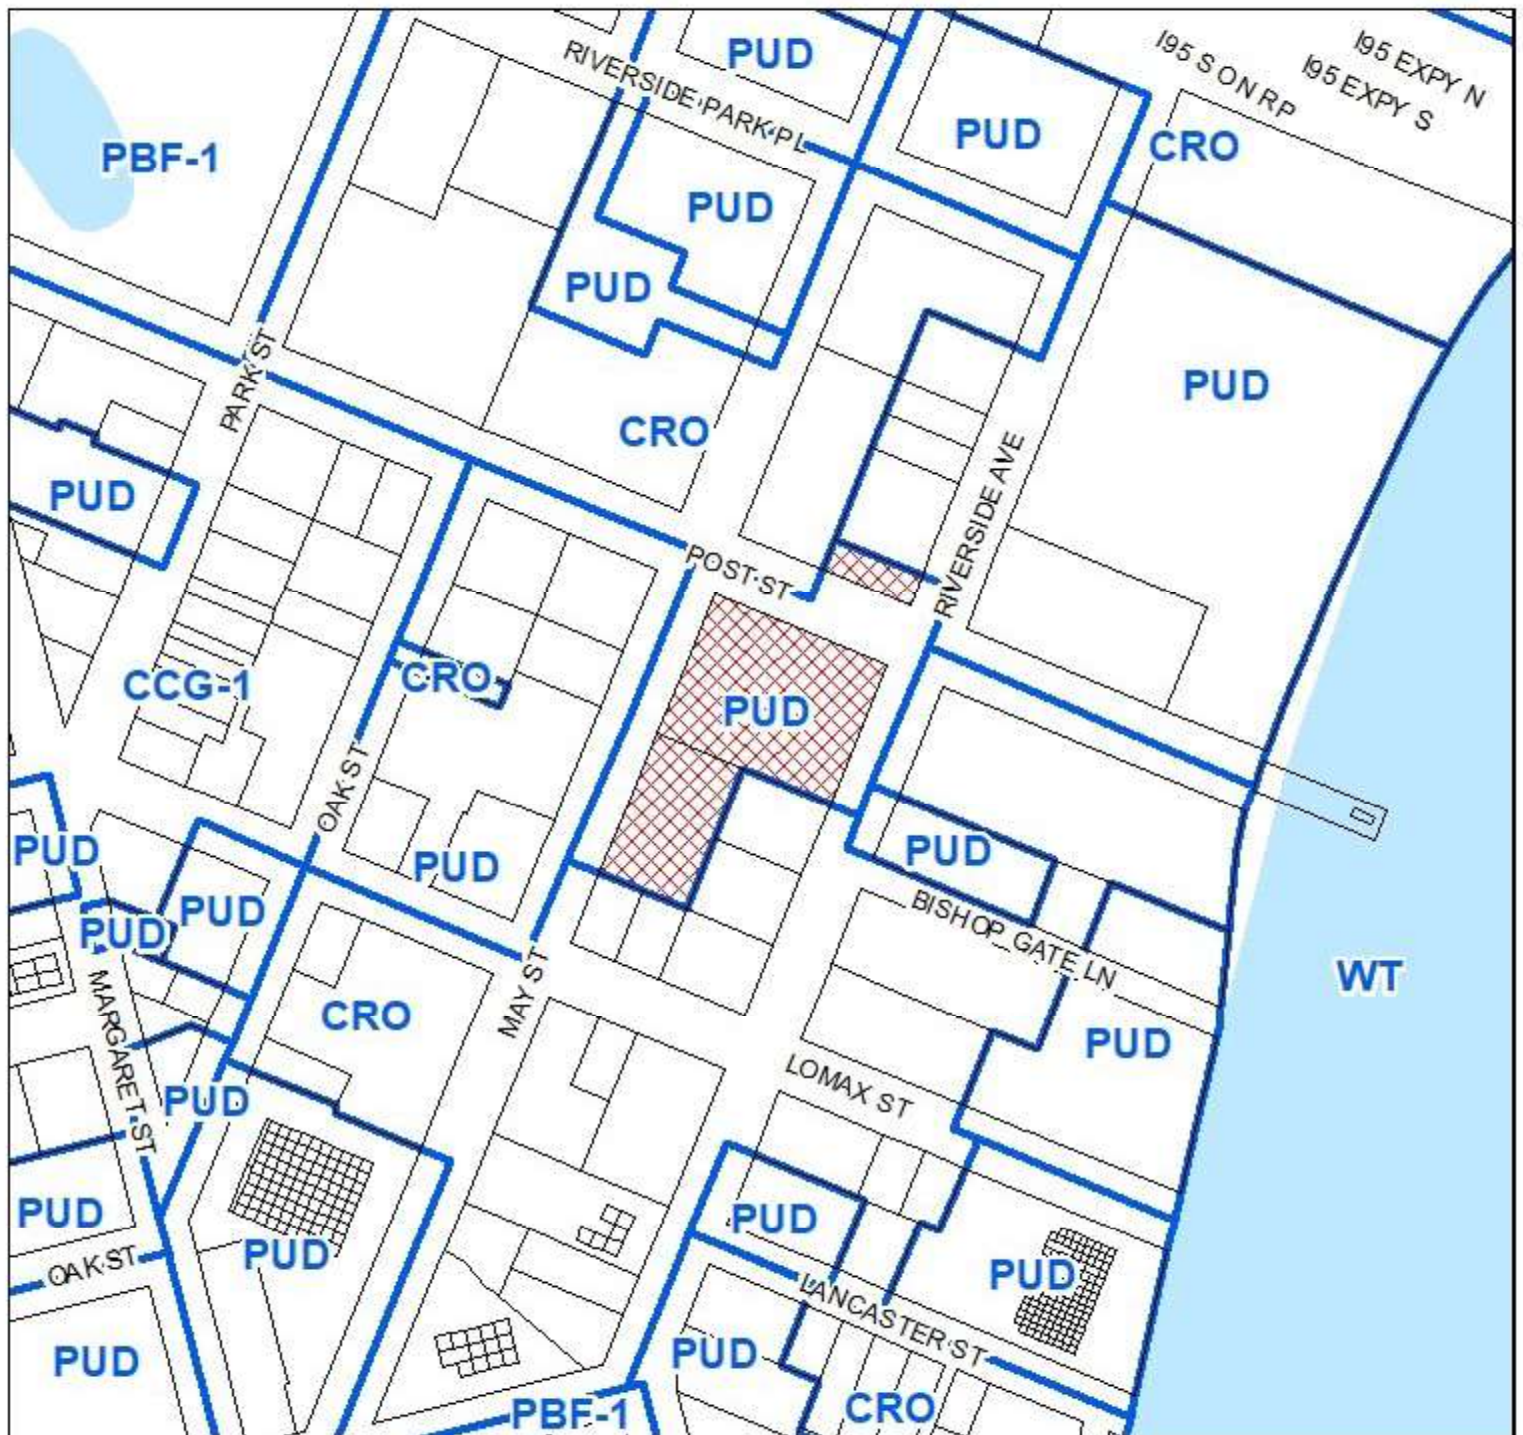 PUD
RIVERSIDE PARK PL
I95 S ONRP
I95 EXPY N
I95 EXPY S
PUD
CRO
PBF-1
PUD
PUD
PARK ST
PUD
CRO
PUD
RIVERSIDE AVE
POST ST
CCG-1
CRO
PUD
OAK ST
PUD
PUD
PUD
PUD
PUD
BISHOP GATE LN
WT
MARGARET ST
CRO
MAY ST
PUD
LOMAX ST
PUD
PUD
PUD
OAK ST
PUD
PUD
LANCASTER ST
PUD
PUD
PBF-1
CRO